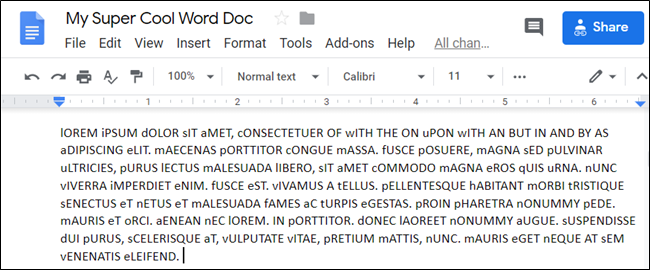 My Super Cool Word Doc
File Edit View Insert Format Tools Add-ons Help All chan...
Share
100% Normal text Calibri 11
1 2 3 4 5 6
lOREM iPSUM dOLOR sIT aMET, cONSECTETUER OF wITH THE ON uPON wITH AN BUT IN AND BY AS
aDIPISCING eLIT. mAECENAS pORTTITOR cONGUE mASSA. fUSCE pOSUERE, mAGNA sED pULVINAR
uLTRICIES, pURUS lECTUS mALESUADA lIBERO, sIT aMET cOMMODO mAGNA eROS qUIS uRNA. nUNC
vIVERRA iMPERDIET eNIM. fUSCE eST. vIVAMUS A tELLUS. pELLENTESQUE hABITANT mORBI tRISTIQUE
sENECTUS eT nETUS eT mALESUADA fAMES aC tURPIS eGESTAS. pROIN pHARETRA nONUMMY pEDE.
mAURIS eT oRCI. aENEAN nEC lOREM. IN pORTTITOR. dONEC lAOREET nONUMMY aUGUE. sUSPENDISSE
dUI pURUS, sCELERISQUE aT, vULPUTATE vITAE, pRETIUM mATTIS, nUNC. mAURIS eGET nEQUE AT sEM
vENENATIS eLEIFEND.